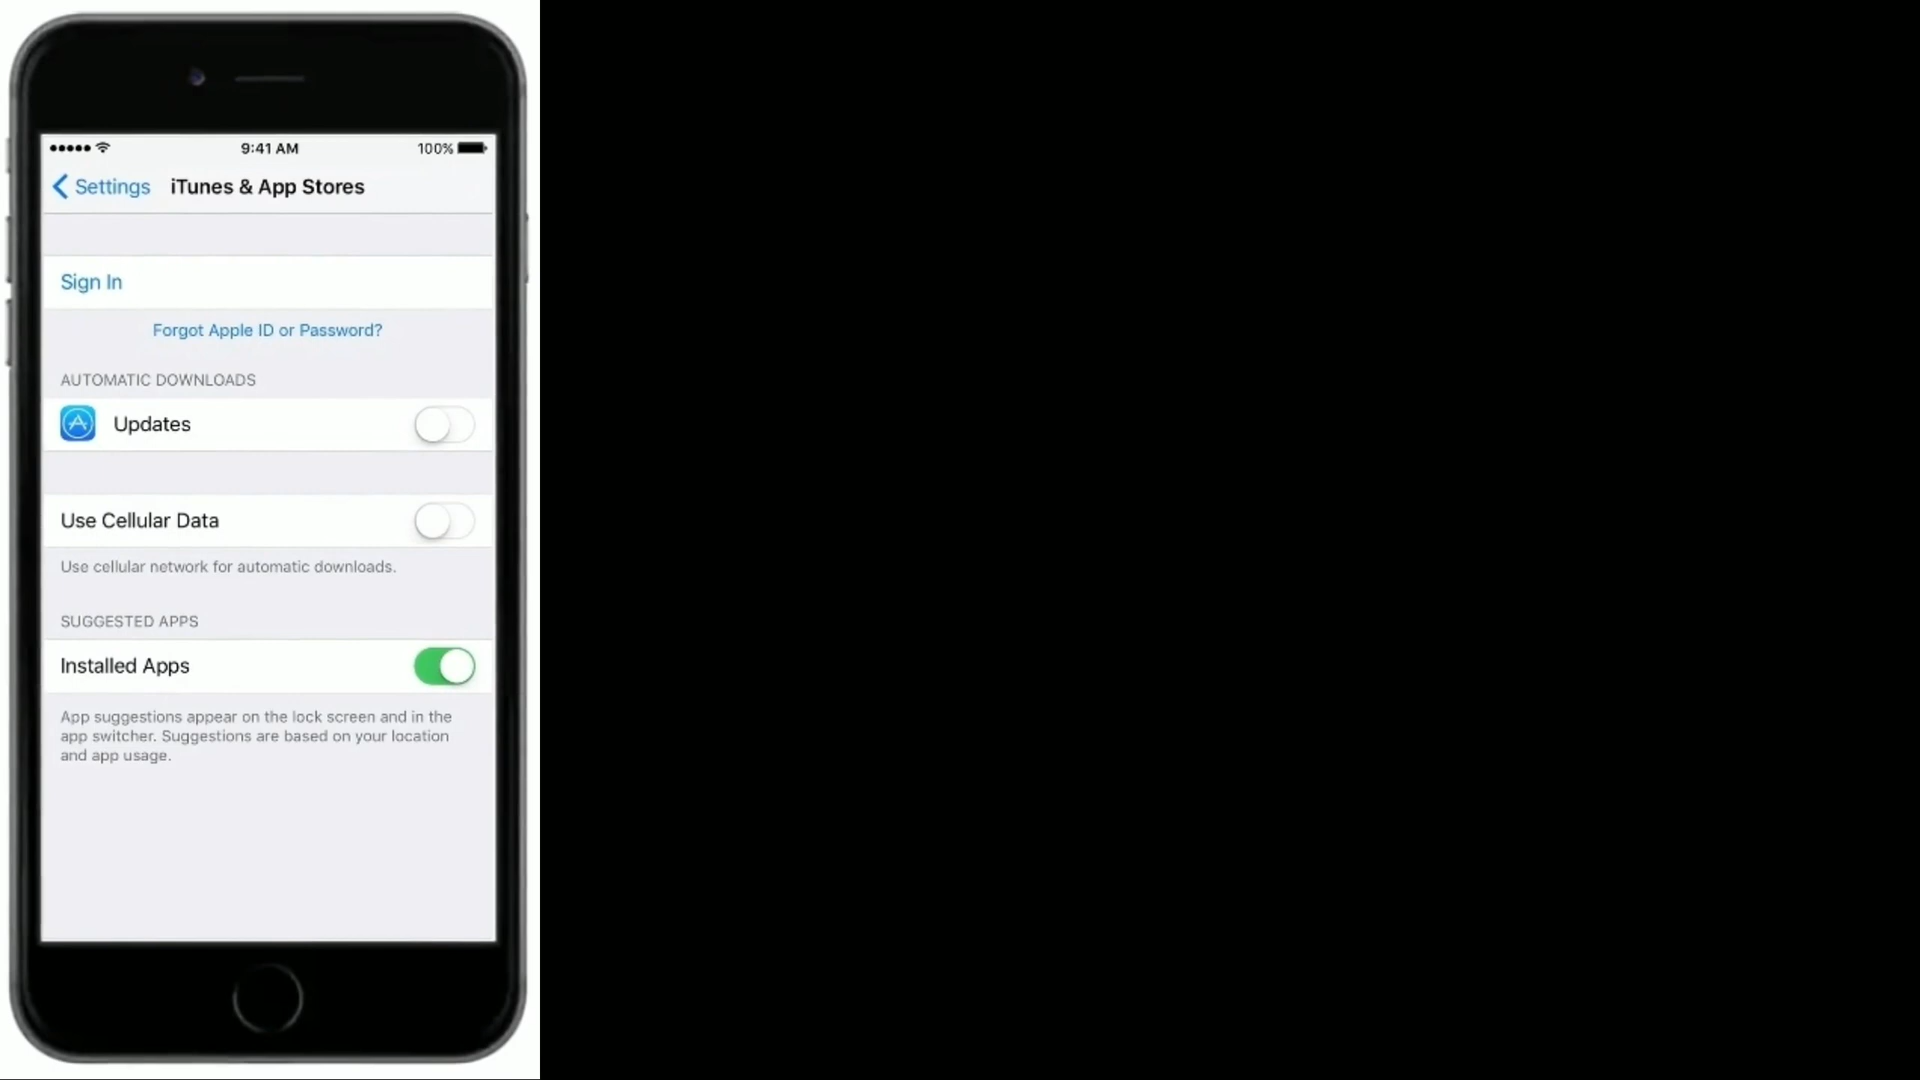 9:41 AM
100%
Settings
iTunes & App Stores
Sign In
Forgot Apple ID or Password?
AUTOMATIC DOWNLOADS
Updates
Use Cellular Data
Use cellular network for automatic downloads.
SUGGESTED APPS
Installed Apps
App suggestions appear on the lock screen and in the
app switcher. Suggestions are based on your location
and app usage.